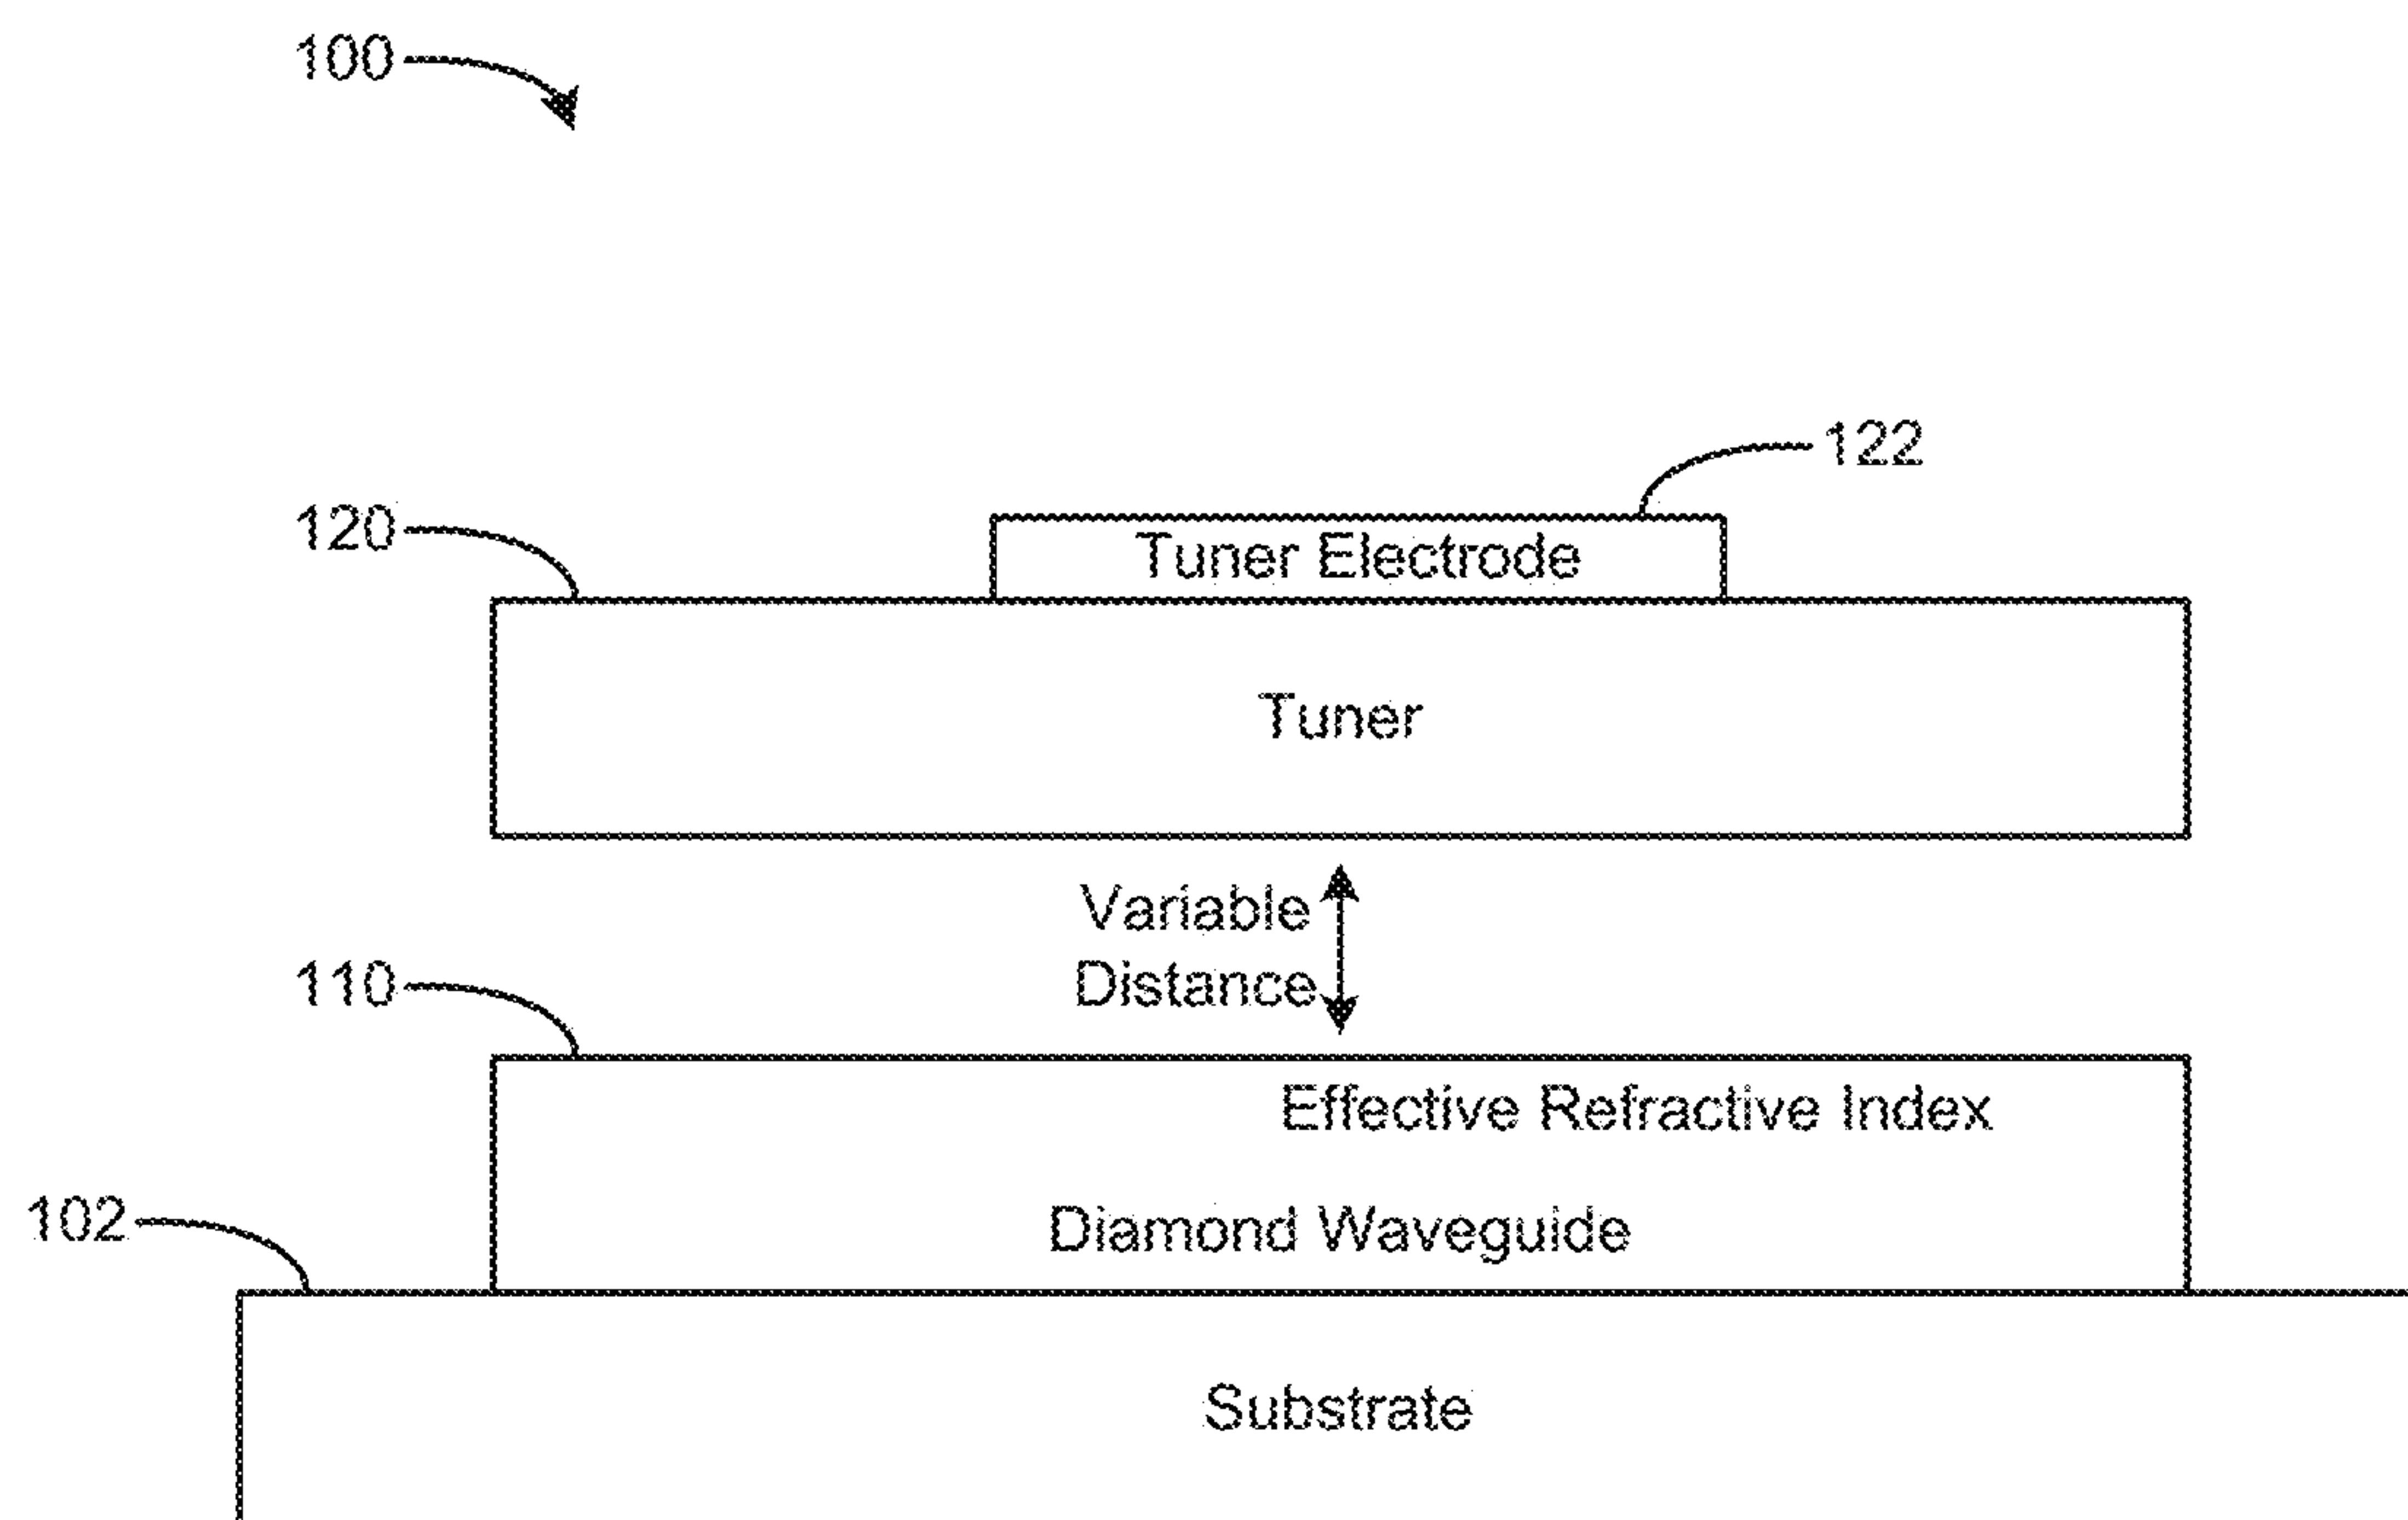 100
122
120
Tuner Electrode
Tuner
Variable
Distance
110
Effective Refractive Index
102
Diamond Waveguide
Substrate